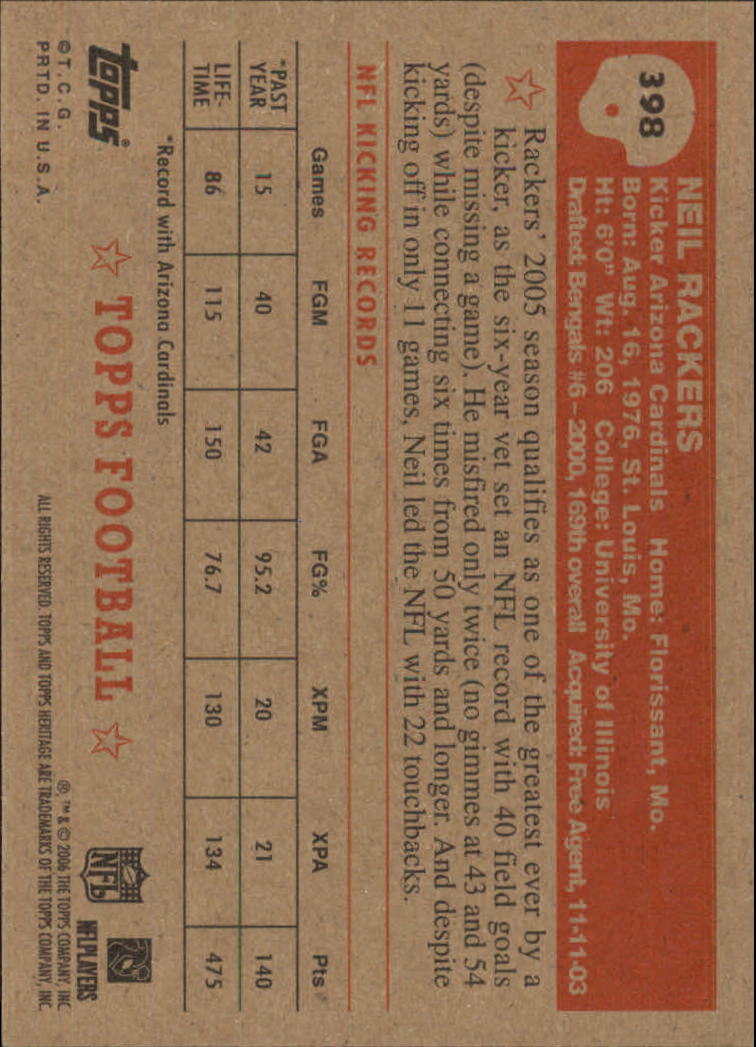 398
NEIL RACKERS
Kicker Arizona Cardinals Home: Florissant, Mo.
Born: Aug. 16, 1976, St. Louis, Mo.
Ht: 6'0" Wt: 206 College: University of Illinois
Drafted: Bengals #6 – 2000, 169th overall Acquired: Free Agent, 11-11-03
Rackers' 2005 season qualifies as one of the greatest ever by a
kicker, as the six-year vet set an NFL record with 40 field goals
(despite missing a game). He misfired only twice (no gimmes at 43 and 54
yards) while connecting six times from 50 yards and longer. And despite
kicking off in only 11 games, Neil led the NFL with 22 touchbacks.
NFL KICKING RECORDS
Games FGM FGA FG% XPM XPA Pts
*PAST YEAR 15 40 42 95.2 20 21 140
LIFE-TIME 86 115 150 76.7 130 134 475
*Record with Arizona Cardinals
topps®
TOPPS FOOTBALL
NFL
NFLPLAYERS
©T.C.G.
PRTD. IN U.S.A.
®, ™ & © 2006 THE TOPPS COMPANY, INC
ALL RIGHTS RESERVED. TOPPS AND TOPPS HERITAGE ARE TRADEMARKS OF THE TOPPS COMPANY, INC.